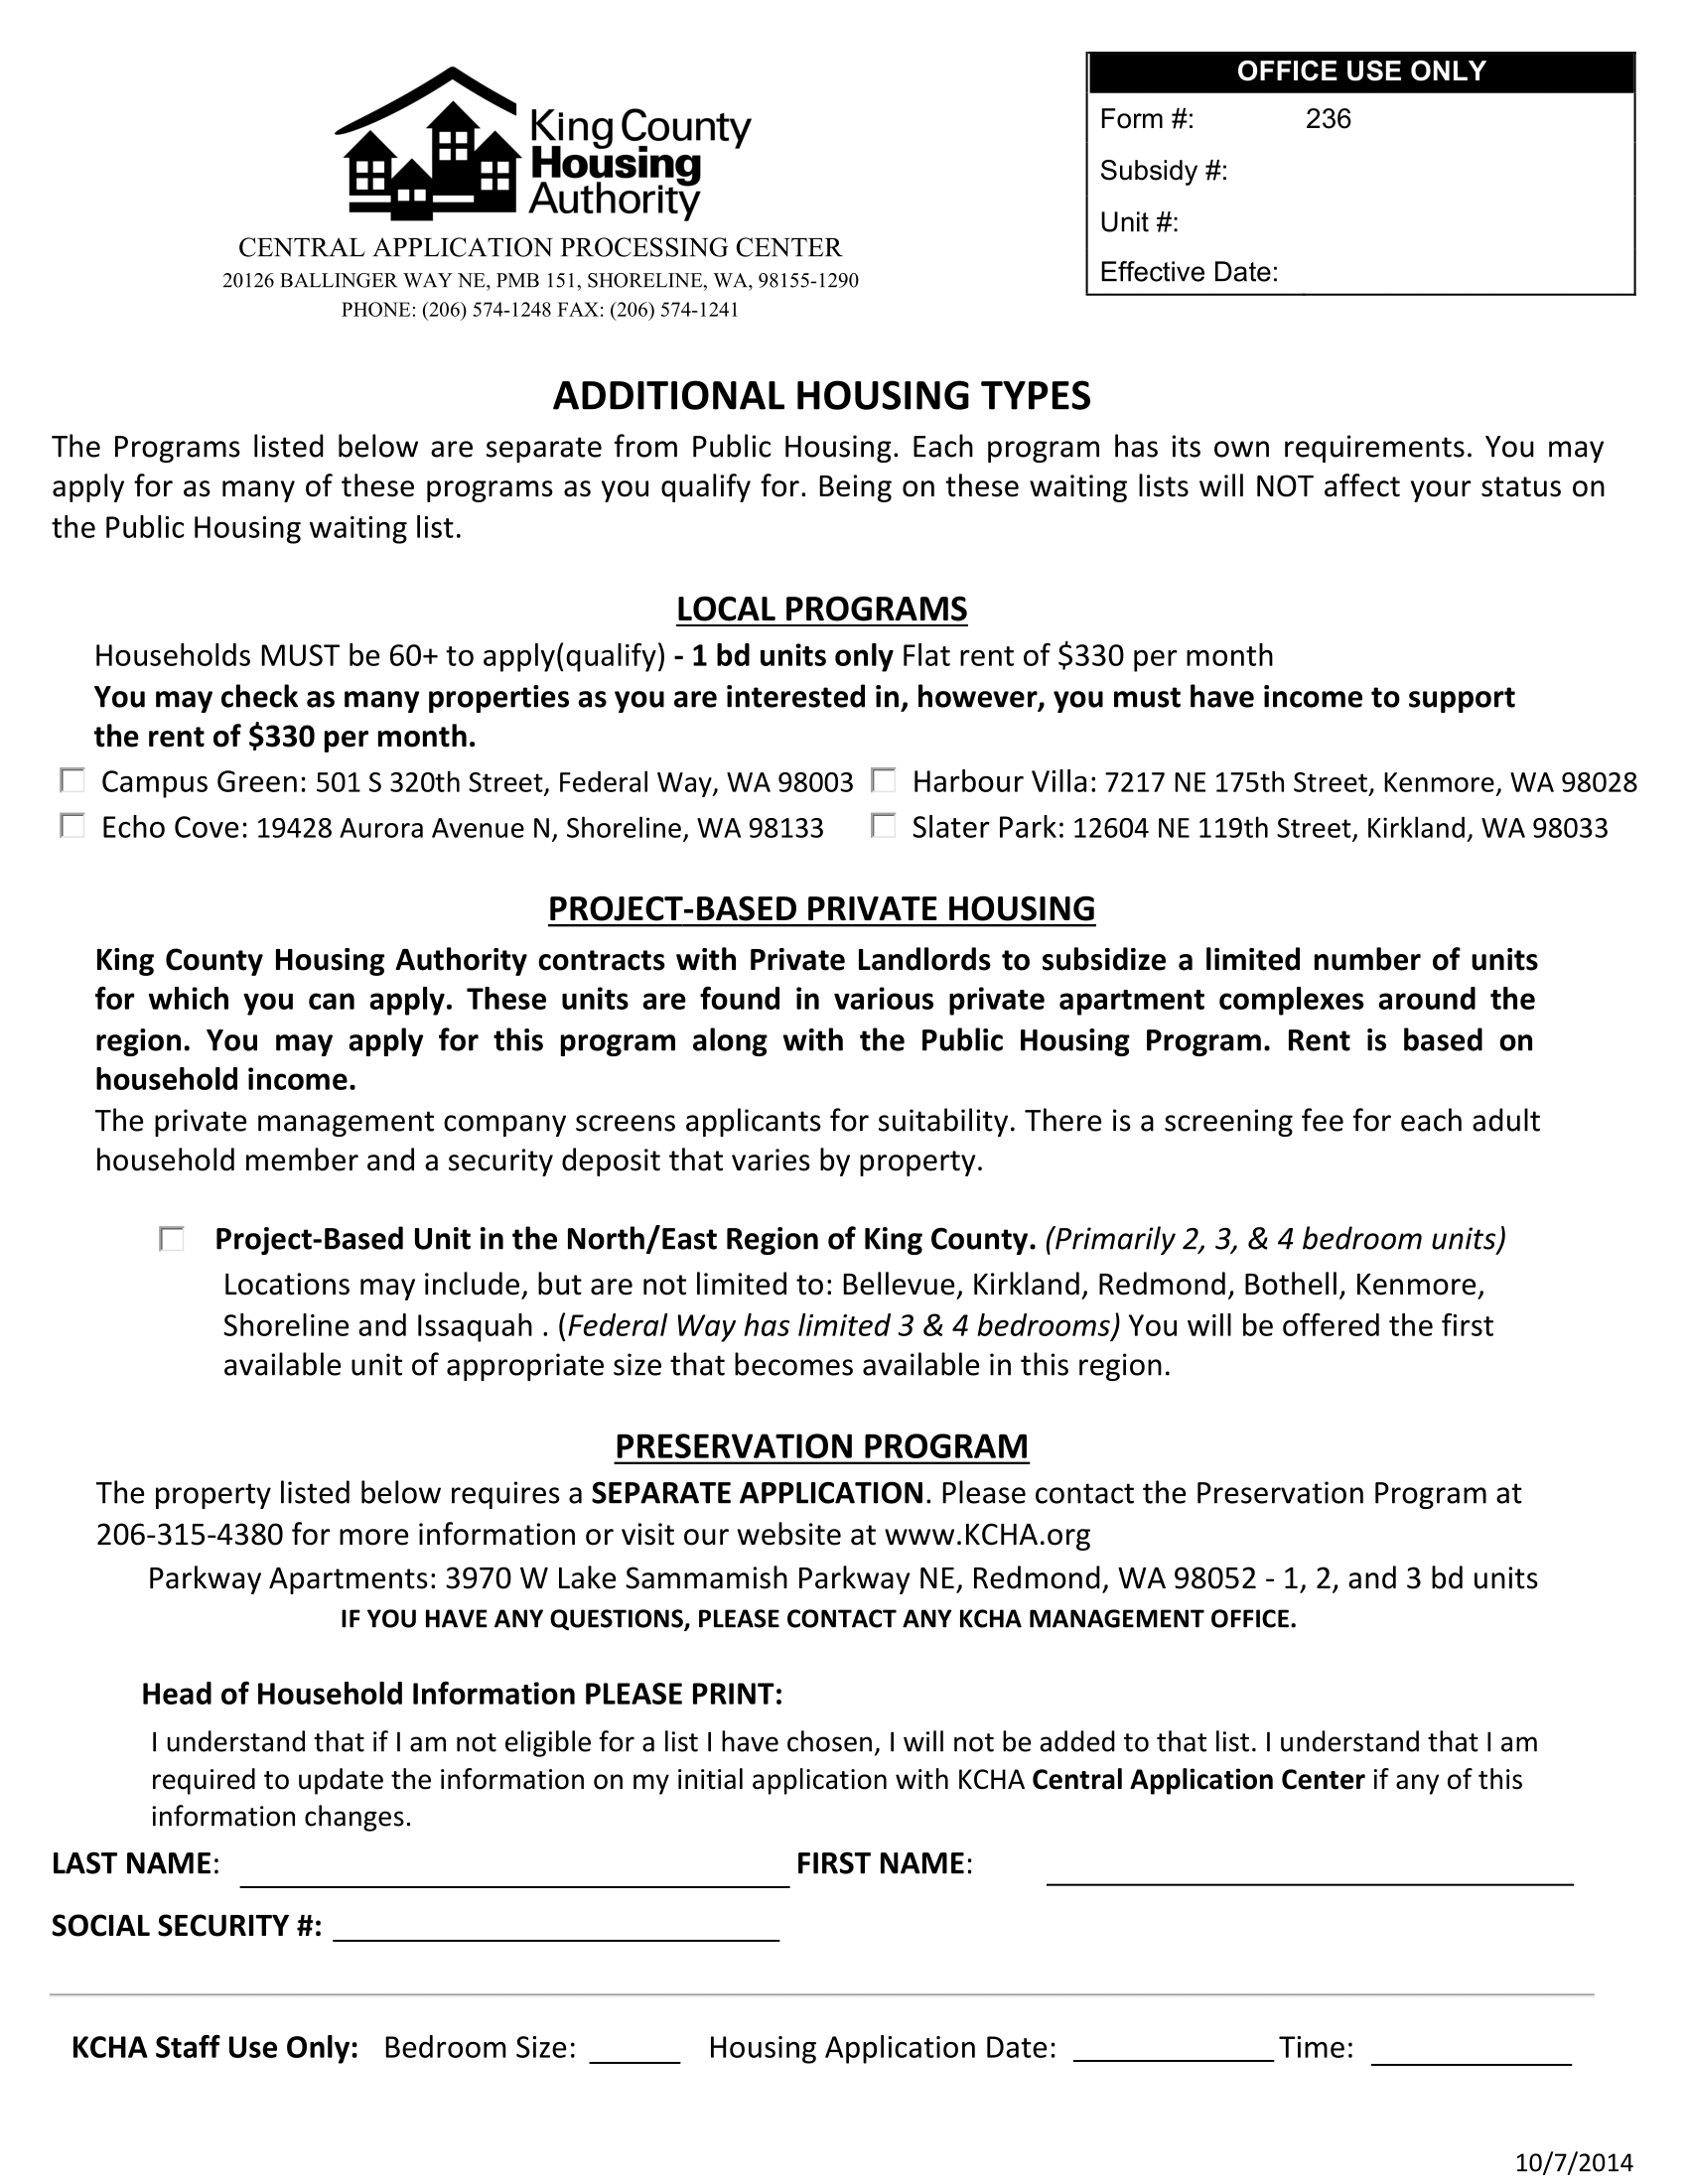 King County
Housing
Authority
CENTRAL APPLICATION PROCESSING CENTER
20126 BALLINGER WAY NE, PMB 151, SHORELINE, WA, 98155-1290
PHONE: (206) 574-1248 FAX: (206) 574-1241
OFFICE USE ONLY
Form #: 236
Subsidy #:
Unit #:
Effective Date:
ADDITIONAL HOUSING TYPES
The Programs listed below are separate from Public Housing. Each program has its own requirements. You may
apply for as many of these programs as you qualify for. Being on these waiting lists will NOT affect your status on
the Public Housing waiting list.
LOCAL PROGRAMS
Households MUST be 60+ to apply(qualify) - 1 bd units only Flat rent of $330 per month
You may check as many properties as you are interested in, however, you must have income to support
the rent of $330 per month.
Campus Green: 501 S 320th Street, Federal Way, WA 98003 Harbour Villa: 7217 NE 175th Street, Kenmore, WA 98028
Echo Cove: 19428 Aurora Avenue N, Shoreline, WA 98133 Slater Park: 12604 NE 119th Street, Kirkland, WA 98033
PROJECT-BASED PRIVATE HOUSING
King County Housing Authority contracts with Private Landlords to subsidize a limited number of units
for which you can apply. These units are found in various private apartment complexes around the
region. You may apply for this program along with the Public Housing Program. Rent is based on
household income.
The private management company screens applicants for suitability. There is a screening fee for each adult
household member and a security deposit that varies by property.
Project-Based Unit in the North/East Region of King County. (Primarily 2, 3, & 4 bedroom units)
Locations may include, but are not limited to: Bellevue, Kirkland, Redmond, Bothell, Kenmore,
Shoreline and Issaquah . (Federal Way has limited 3 & 4 bedrooms) You will be offered the first
available unit of appropriate size that becomes available in this region.
PRESERVATION PROGRAM
The property listed below requires a SEPARATE APPLICATION. Please contact the Preservation Program at
206-315-4380 for more information or visit our website at www.KCHA.org
Parkway Apartments: 3970 W Lake Sammamish Parkway NE, Redmond, WA 98052 - 1, 2, and 3 bd units
IF YOU HAVE ANY QUESTIONS, PLEASE CONTACT ANY KCHA MANAGEMENT OFFICE.
Head of Household Information PLEASE PRINT:
I understand that if I am not eligible for a list I have chosen, I will not be added to that list. I understand that I am
required to update the information on my initial application with KCHA Central Application Center if any of this
information changes.
LAST NAME: FIRST NAME:
SOCIAL SECURITY #:
KCHA Staff Use Only: Bedroom Size: Housing Application Date: Time:
10/7/2014